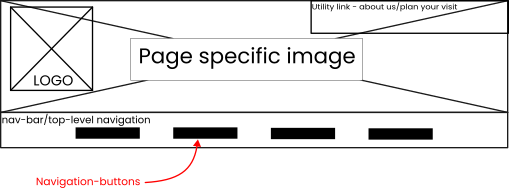 Utility link - about us/plan your visit
Page specific image
LOGO
nav-bar/top-level navigation
Navigation-buttons